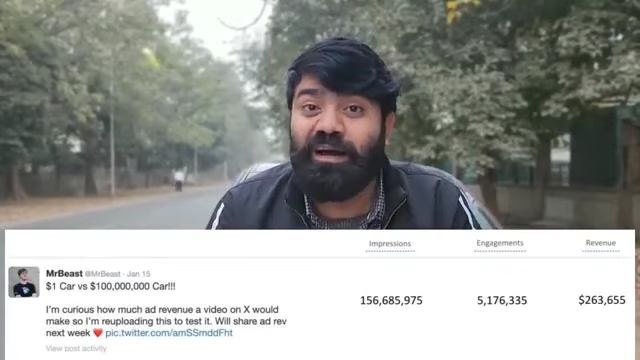 Impressions Engagements Revenue
MrBeast @MrBeast · Jan 15
$1 Car vs $100,000,000 Car!!!
156,685,975 5,176,335 $263,655
I'm curious how much ad revenue a video on X would
make so I'm reuploading this to test it. Will share ad rev
next week ❤ pic.twitter.com/amSSmddFht
View post activity